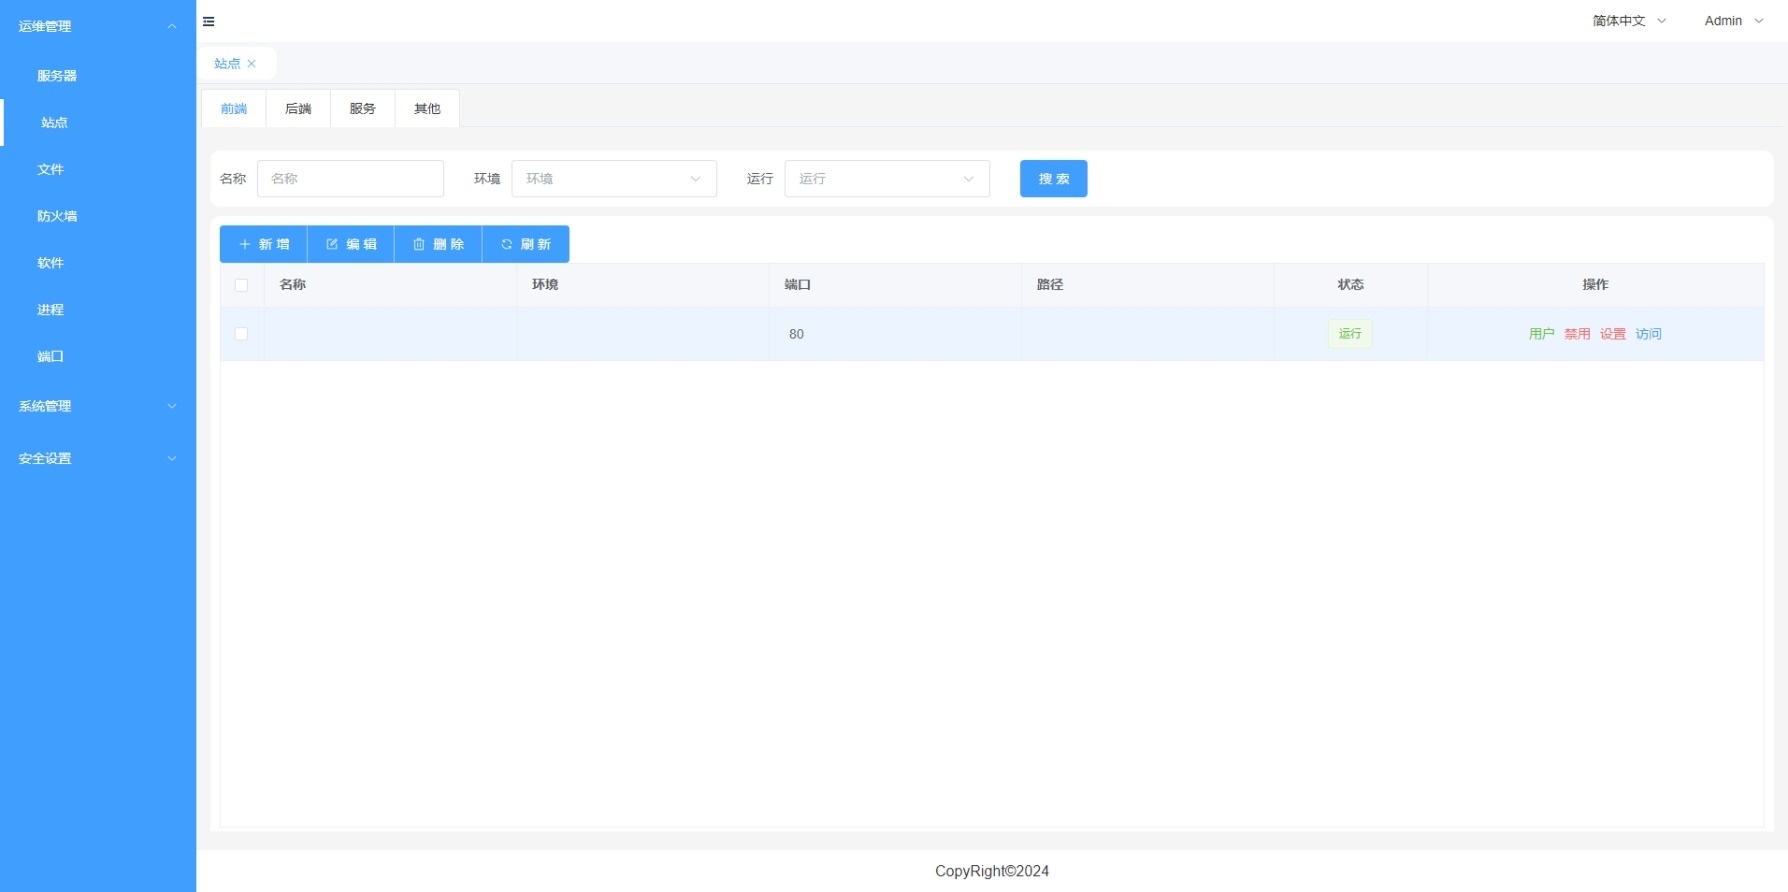 运维管理
服务器
站点
文件
防火墙
软件
进程
端口
系统管理
安全设置
简体中文 Admin
站点
前端 后端 服务 其他
名称 名称 环境 环境 运行 运行 搜索
新增 编辑 删除 刷新
名称 环境 端口 路径 状态 操作
80 运行 用户 禁用 设置 访问
CopyRight©2024